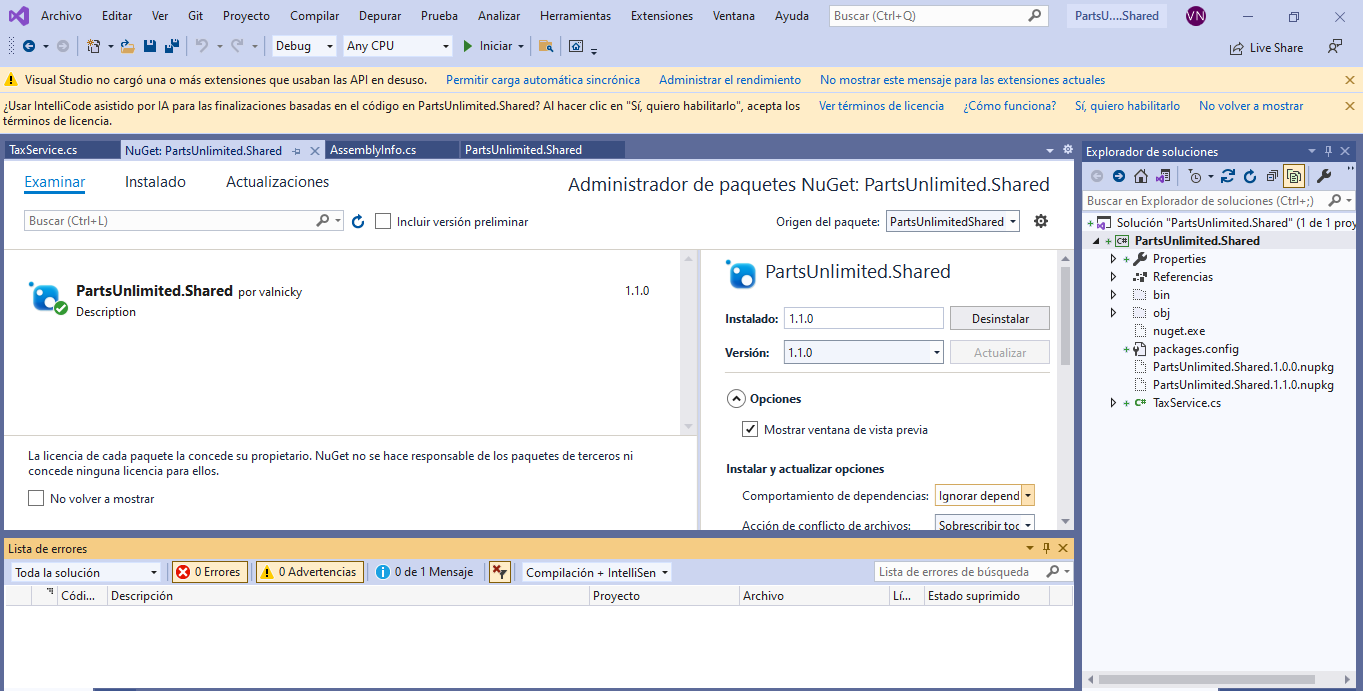 Archivo Editar Ver Git Proyecto Compilar Depurar Prueba Analizar Herramientas Extensiones Ventana Ayuda Buscar (Ctrl+Q) PartsU....Shared VN
Debug Any CPU Iniciar Live Share
Visual Studio no cargó una o más extensiones que usaban las API en desuso. Permitir carga automática sincrónica Administrar el rendimiento No mostrar este mensaje para las extensiones actuales
¿Usar IntelliCode asistido por IA para las finalizaciones basadas en el código en PartsUnlimited.Shared? Al hacer clic en "Sí, quiero habilitarlo", acepta los Ver términos de licencia ¿Cómo funciona? Sí, quiero habilitarlo No volver a mostrar
términos de licencia.
TaxService.cs NuGet: PartsUnlimited.Shared AssemblyInfo.cs PartsUnlimited.Shared
Examinar Instalado Actualizaciones Administrador de paquetes NuGet: PartsUnlimited.Shared
Buscar (Ctrl+L) Incluir versión preliminar Origen del paquete: PartsUnlimitedShared
PartsUnlimited.Shared por valnicky 1.1.0
Description
La licencia de cada paquete la concede su propietario. NuGet no se hace responsable de los paquetes de terceros ni
concede ninguna licencia para ellos.
No volver a mostrar
PartsUnlimited.Shared
Instalado: 1.1.0 Desinstalar
Versión: 1.1.0 Actualizar
Opciones
Mostrar ventana de vista previa
Instalar y actualizar opciones
Comportamiento de dependencias: Ignorar depend
Acción de conflicto de archivos: Sobrescribir toc
Explorador de soluciones
Buscar en Explorador de soluciones (Ctrl+;)
Solución "PartsUnlimited.Shared" (1 de 1 proy
PartsUnlimited.Shared
Properties
Referencias
bin
obj
nuget.exe
packages.config
PartsUnlimited.Shared.1.0.0.nupkg
PartsUnlimited.Shared.1.1.0.nupkg
TaxService.cs
Lista de errores
Toda la solución 0 Errores 0 Advertencias 0 de 1 Mensaje Compilación + IntelliSen Lista de errores de búsqueda
Códi... Descripción Proyecto Archivo Lí... Estado suprimido